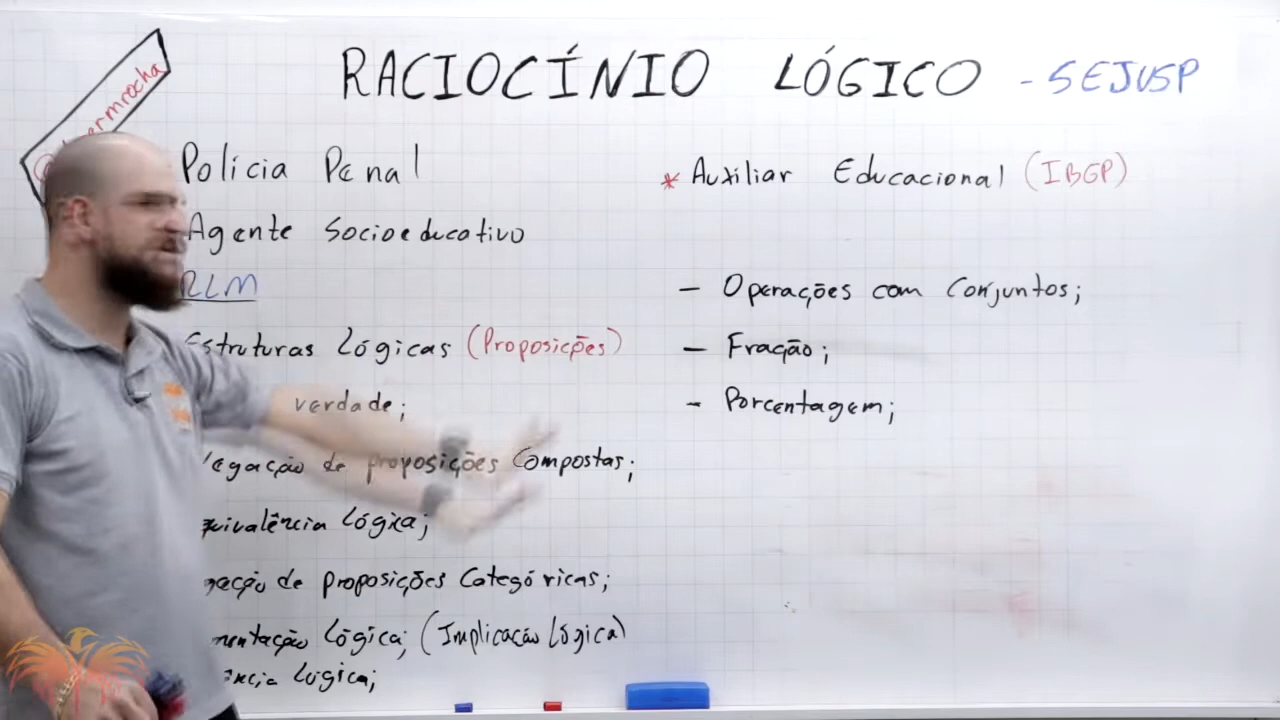 RACIOCÍNIO LÓGICO - SEJUSP
Polícia Penal
Agente Socioeducativo
RLM
Estruturas Lógicas (Proposições)
verdade;
de proposições Compostas;
Lógica;
de proposições Categóricas;
Lógica; (Implicação Lógica)
Lógica;
* Auxiliar Educacional (IBGP)
- Operações com Conjuntos;
- Fração;
- Porcentagem;